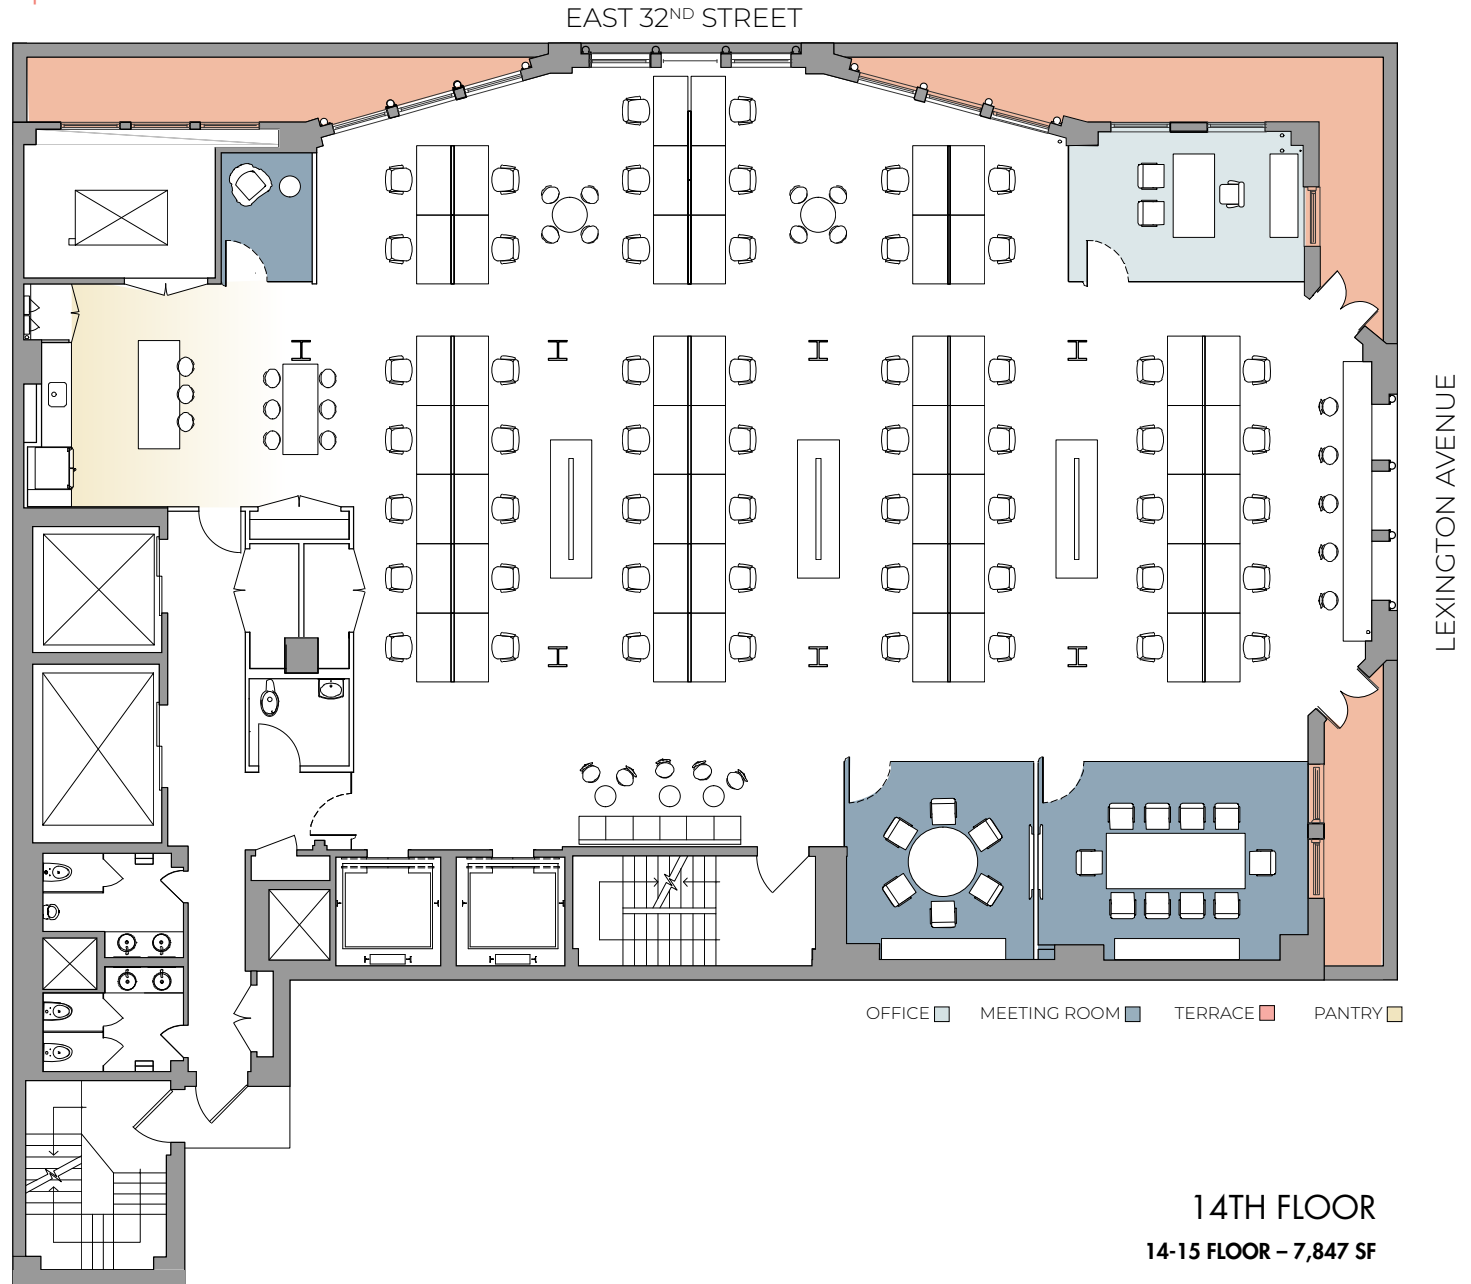 EAST 32ND STREET
LEXINGTON AVENUE
OFFICE MEETING ROOM TERRACE PANTRY
14TH FLOOR
14-15 FLOOR – 7,847 SF